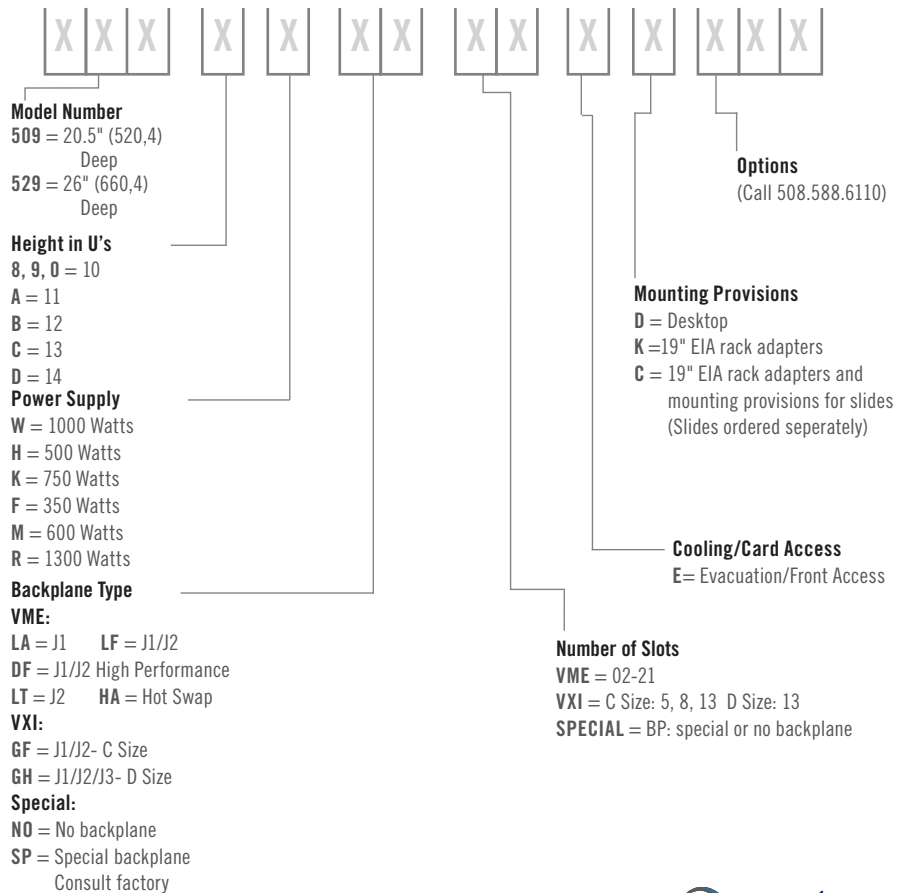 X X X X X X X X X X X X X X
Model Number
509 = 20.5" (520,4)
Deep
529 = 26" (660,4)
Deep
Height in U's
8, 9, 0 = 10
A = 11
B = 12
C = 13
D = 14
Power Supply
W = 1000 Watts
H = 500 Watts
K = 750 Watts
F = 350 Watts
M = 600 Watts
R = 1300 Watts
Backplane Type
VME:
LA = J1 LF = J1/J2
DF = J1/J2 High Performance
LT = J2 HA = Hot Swap
VXI:
GF = J1/J2- C Size
GH = J1/J2/J3- D Size
Special:
NO = No backplane
SP = Special backplane
Consult factory
Options
(Call 508.588.6110)
Mounting Provisions
D = Desktop
K =19" EIA rack adapters
C = 19" EIA rack adapters and
mounting provisions for slides
(Slides ordered seperately)
Cooling/Card Access
E= Evacuation/Front Access
Number of Slots
VME = 02-21
VXI = C Size: 5, 8, 13 D Size: 13
SPECIAL = BP: special or no backplane